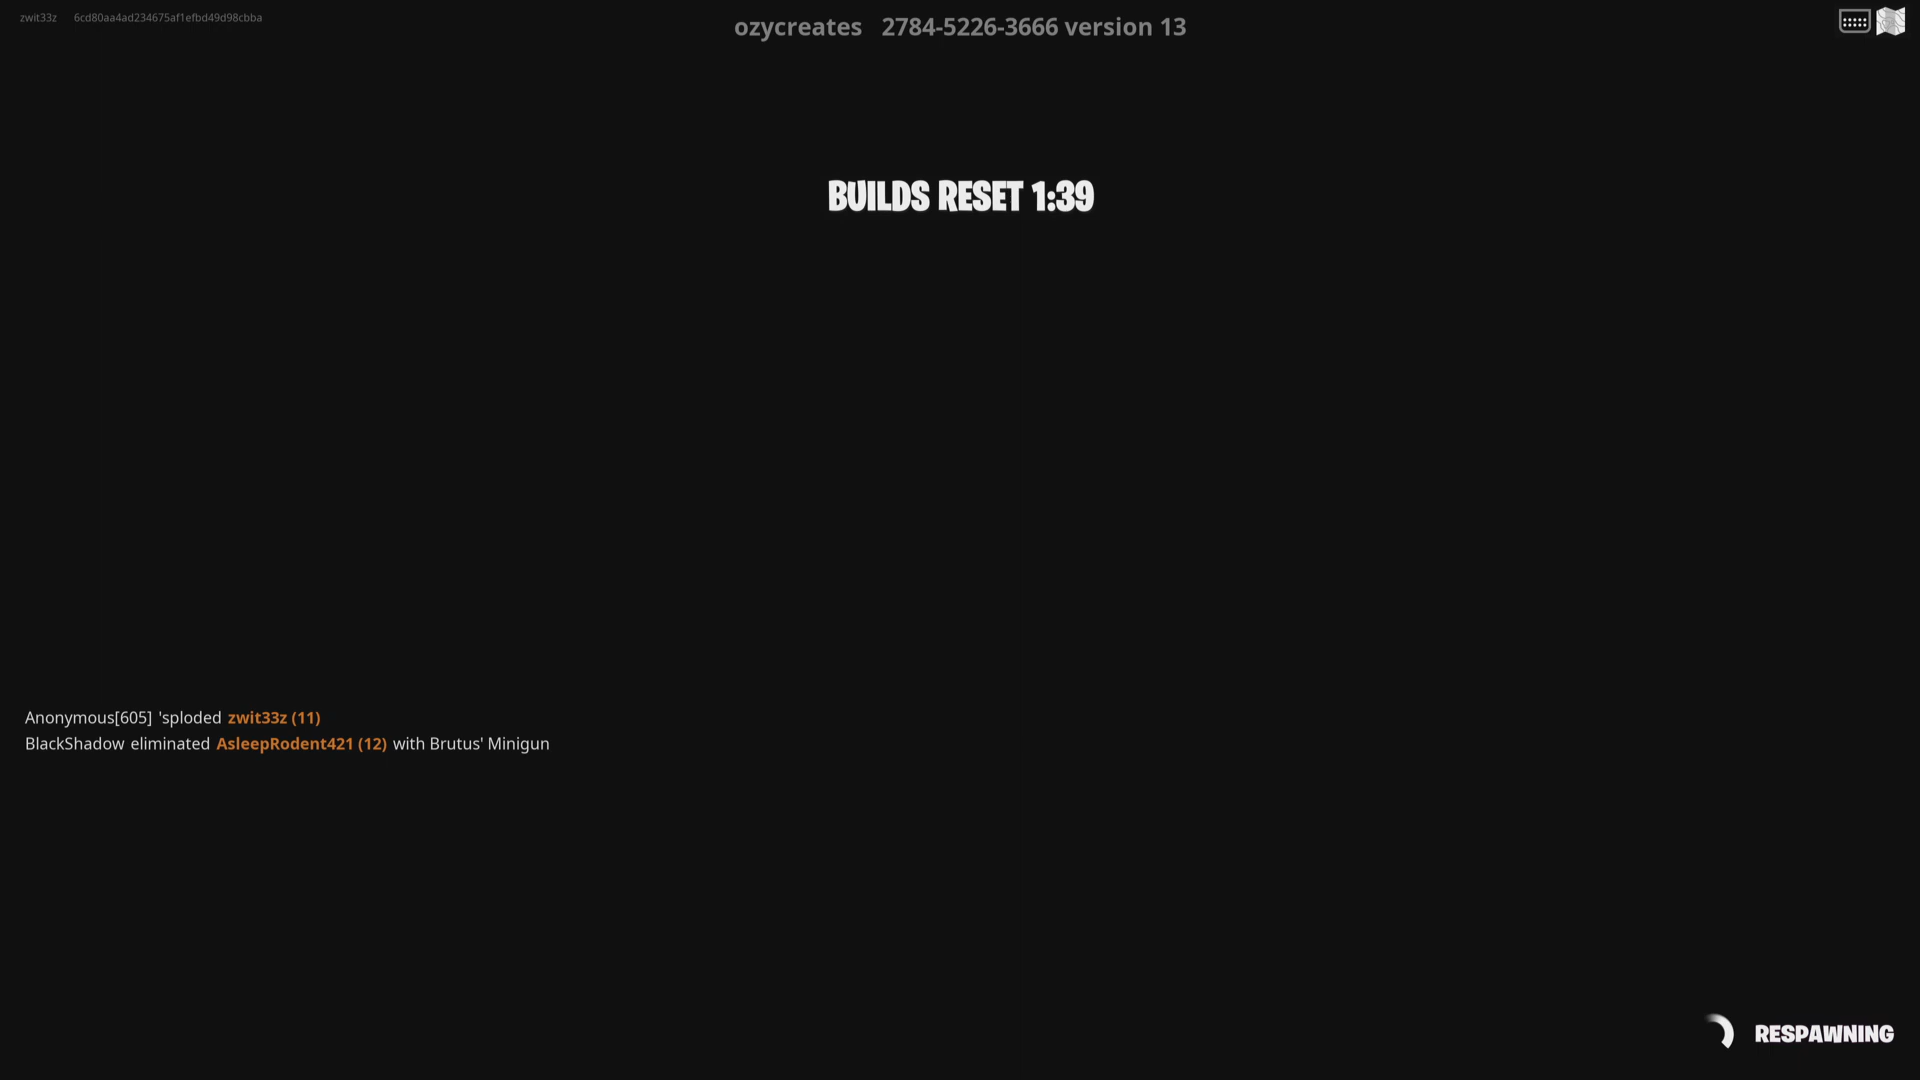 zwit33z 6cd80aa4ad234675af1efbd49d98cbba
ozycreates 2784-5226-3666 version 13
BUILDS RESET 1:39
Anonymous[605] 'sploded zwit33z (11)
BlackShadow eliminated AsleepRodent421 (12) with Brutus' Minigun
RESPAWNING